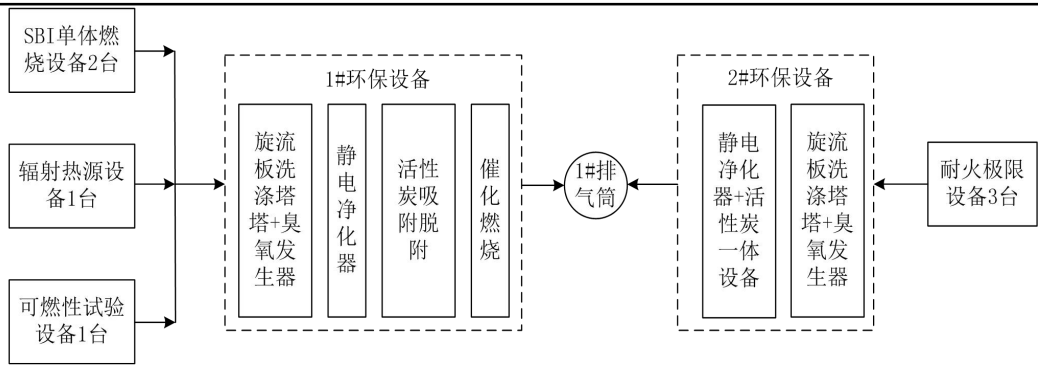 SBI单体燃
烧设备2台
辐射热源设
备1台
可燃性试验
设备1台
1#环保设备
旋流
板洗
涤塔
塔+臭
氧发
生器
静
电
净
化
器
活性
炭吸
附脱
附
催
化
燃
烧
1#排
气筒
2#环保设备
静电
净化
器+活
性炭
一体
设备
旋流
板洗
涤塔
塔+臭
氧发
生器
耐火极限
设备3台